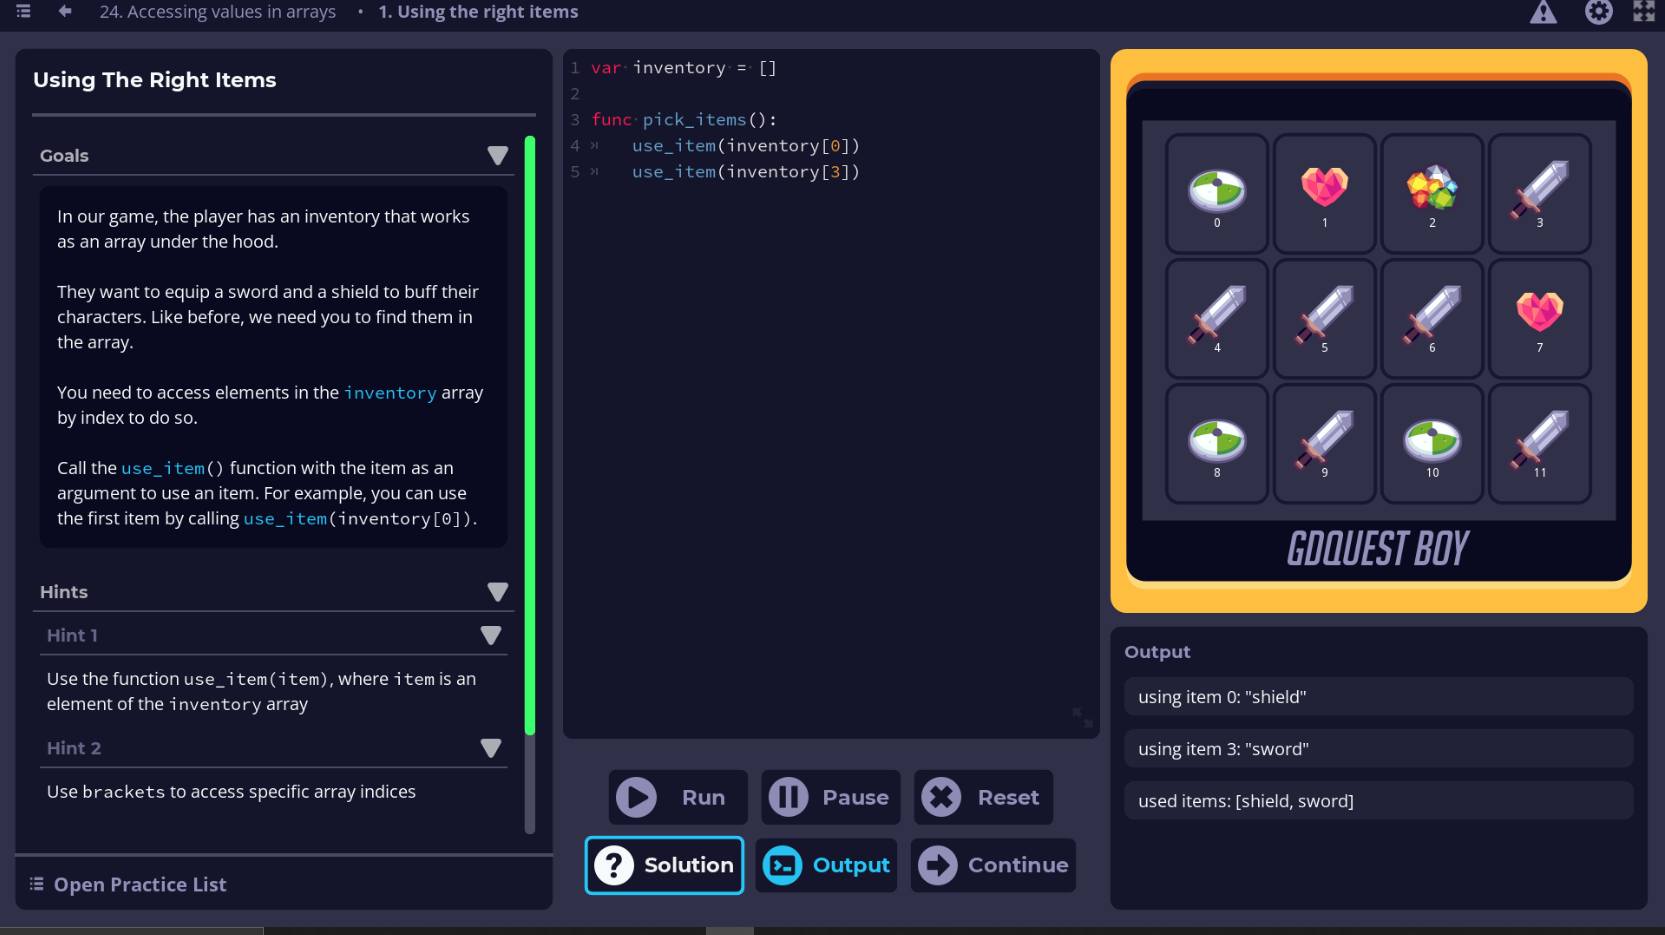 24. Accessing values in arrays • 1. Using the right items
Using The Right Items
Goals
In our game, the player has an inventory that works
as an array under the hood.
They want to equip a sword and a shield to buff their
characters. Like before, we need you to find them in
the array.
You need to access elements in the inventory array
by index to do so.
Call the use_item() function with the item as an
argument to use an item. For example, you can use
the first item by calling use_item(inventory[0]).
Hints
Hint 1
Use the function use_item(item), where item is an
element of the inventory array
Hint 2
Use brackets to access specific array indices
Open Practice List
1 var inventory = []
2
3 func pick_items():
4 use_item(inventory[0])
5 use_item(inventory[3])
Run Pause Reset
? Solution Output Continue
0 1 2 3
4 5 6 7
8 9 10 11
GDQUEST BOY
Output
using item 0: "shield"
using item 3: "sword"
used items: [shield, sword]